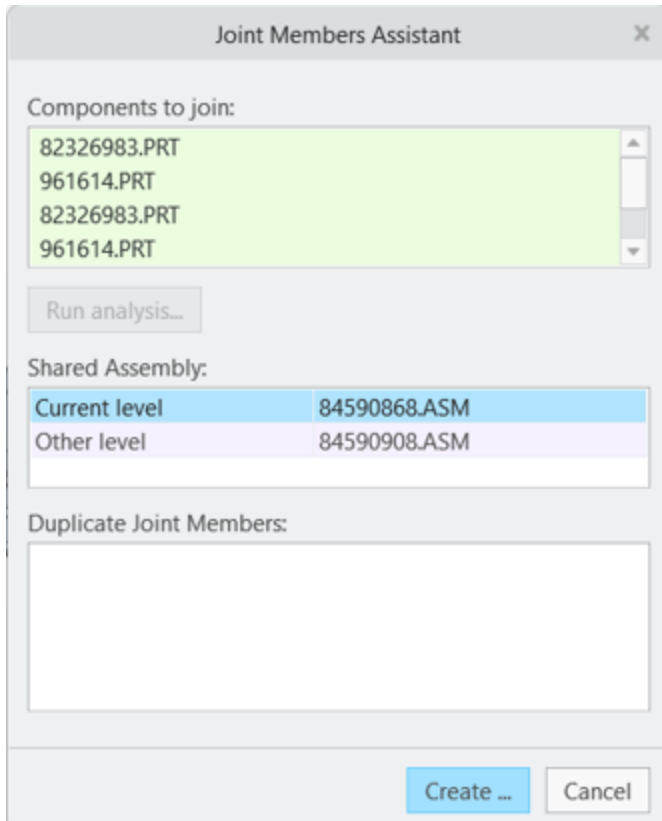 Joint Members Assistant
Components to join:
82326983.PRT
961614.PRT
82326983.PRT
961614.PRT
Run analysis...
Shared Assembly:
Current level 84590868.ASM
Other level 84590908.ASM
Duplicate Joint Members:
Create ... Cancel